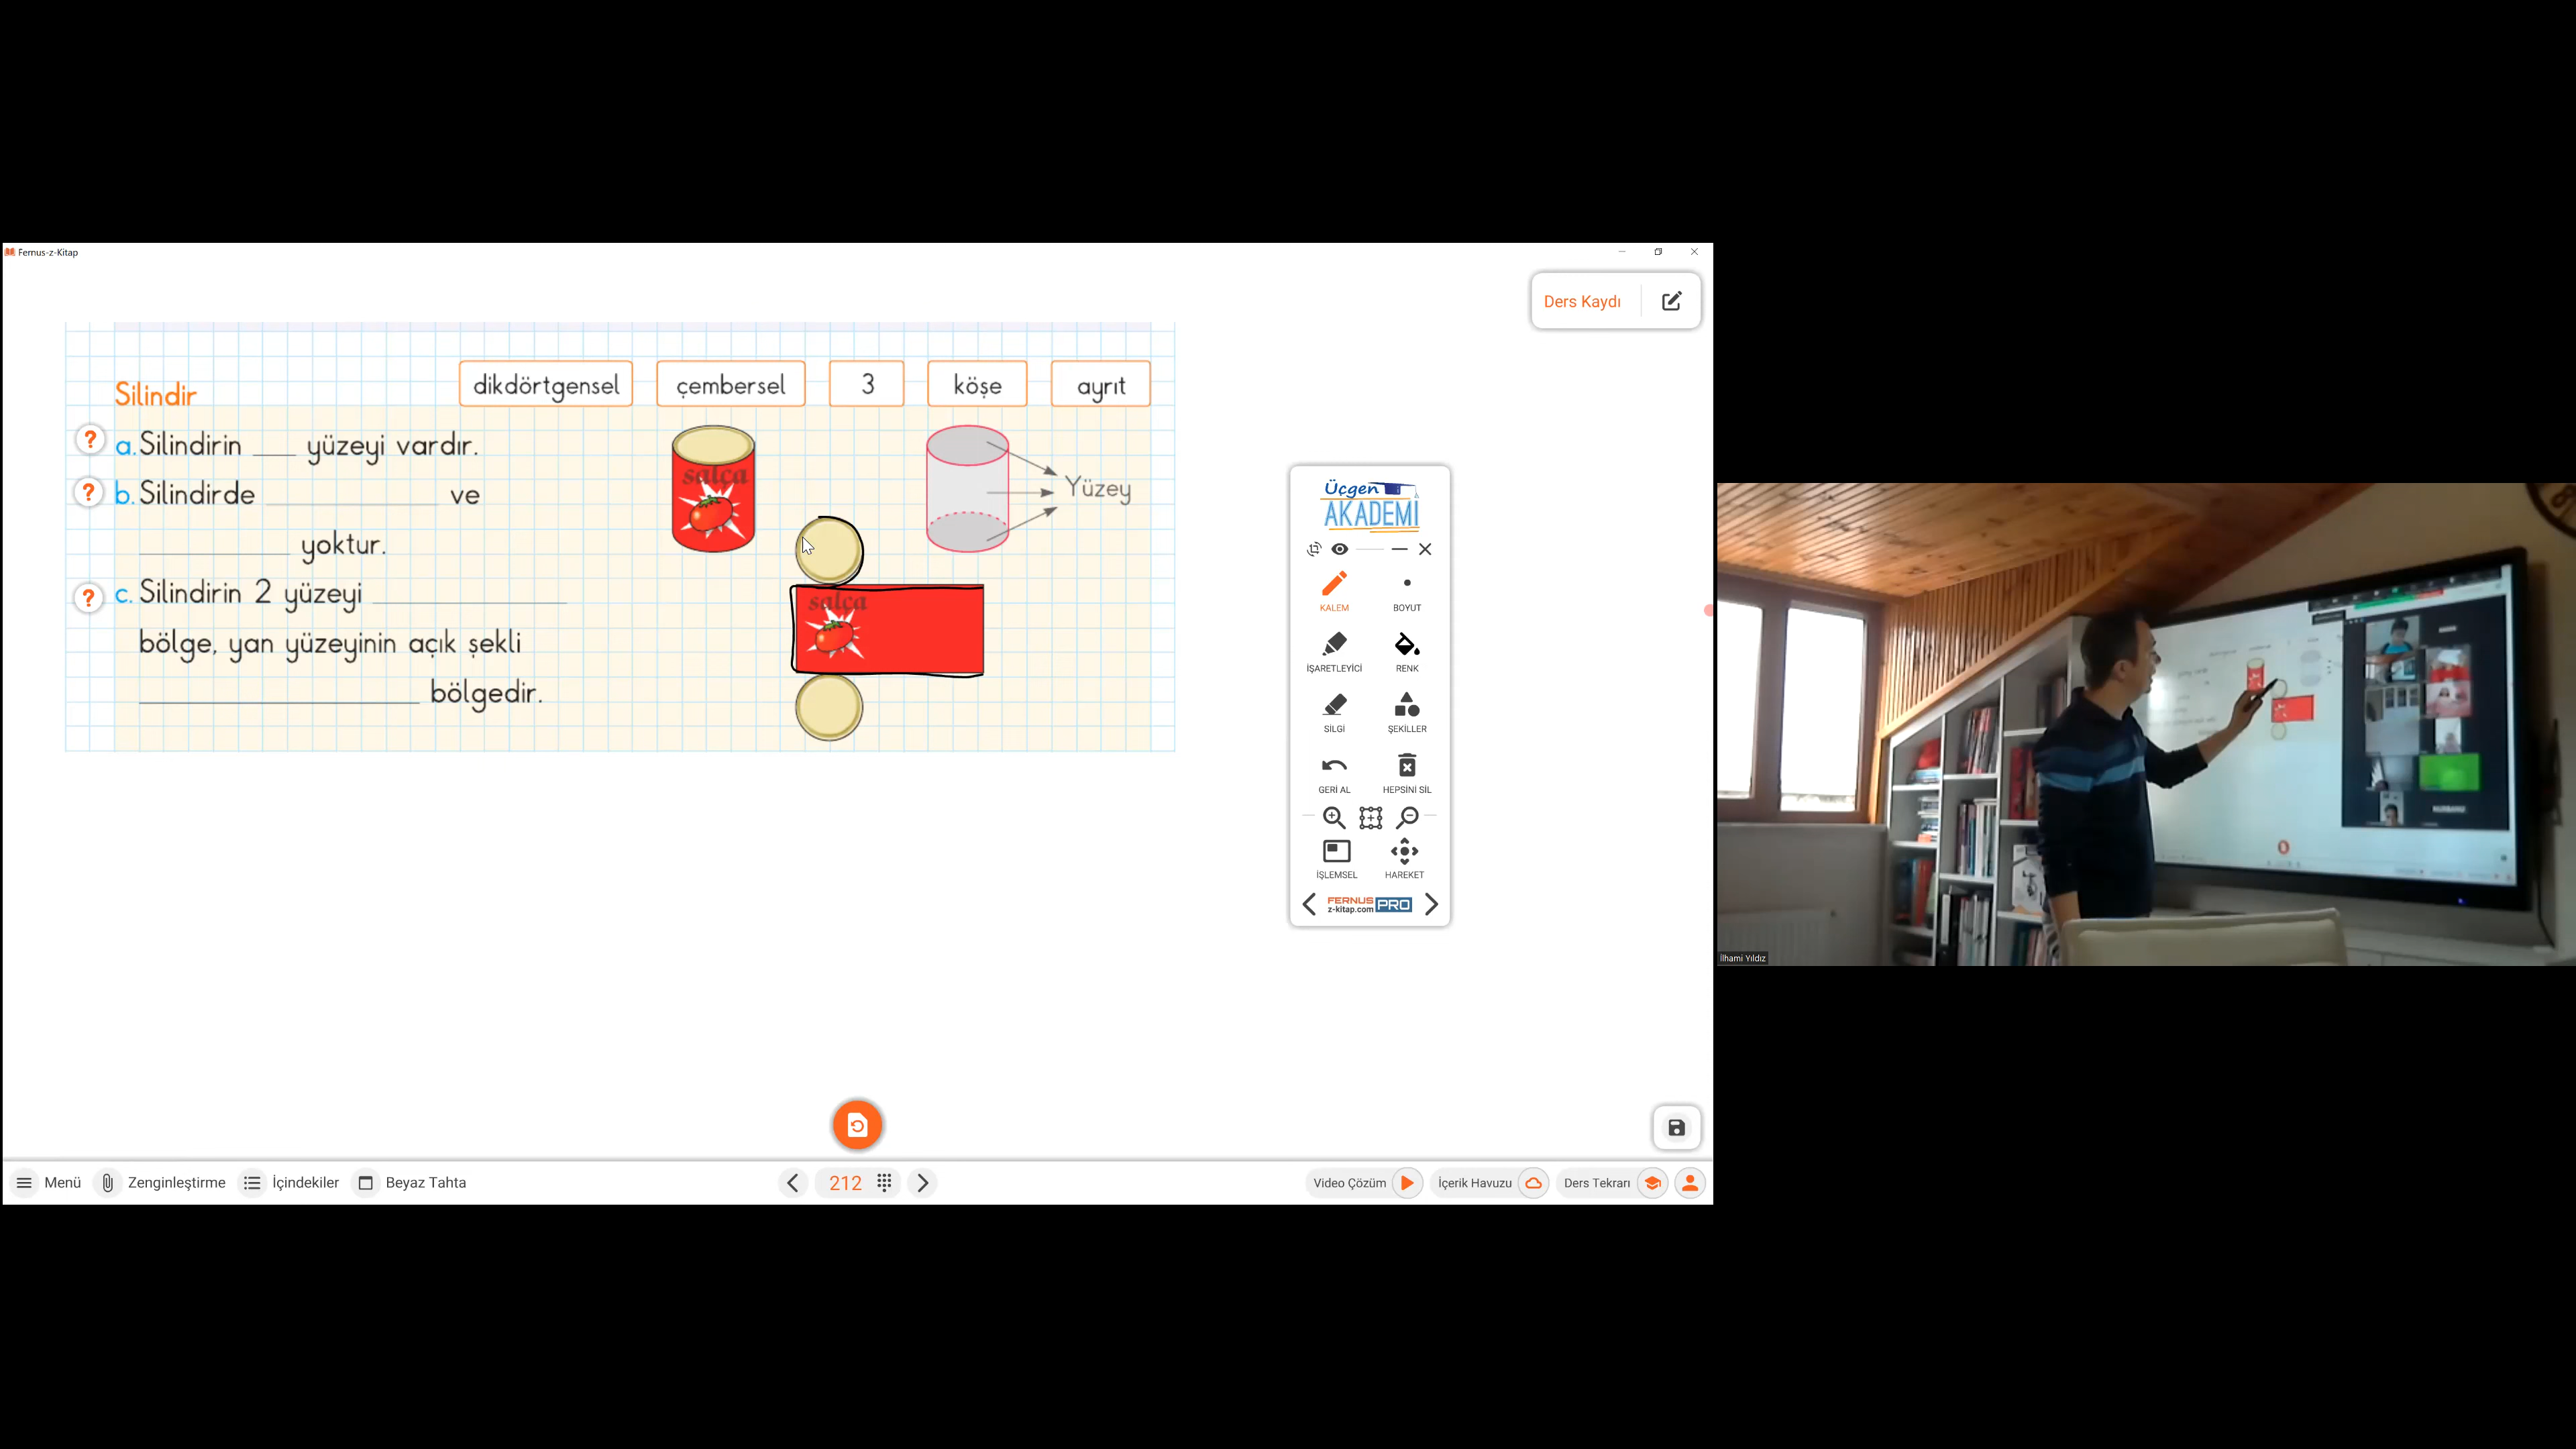 Fernus-z-Kitap
Ders Kaydı
dikdörtgensel
çembersel
3
köşe
ayrıt
Silindir
? a. Silindirin ___ yüzeyi vardır.
? b. Silindirde ___ ve
___ yoktur.
? c. Silindirin 2 yüzeyi ___
bölge, yan yüzeyinin açık şekli
___ bölgedir.
salça
Yüzey
salça
Üçgen
AKADEMİ
KALEM
BOYUT
İŞARETLEYİCİ
RENK
SİLGİ
ŞEKİLLER
GERİ AL
HEPSİNİ SİL
İŞLEMSEL
HAREKET
FERNUS PRO
z-kitap.com
İlhami Yıldız
Menü
Zenginleştirme
İçindekiler
Beyaz Tahta
212
Video Çözüm
İçerik Havuzu
Ders Tekrarı